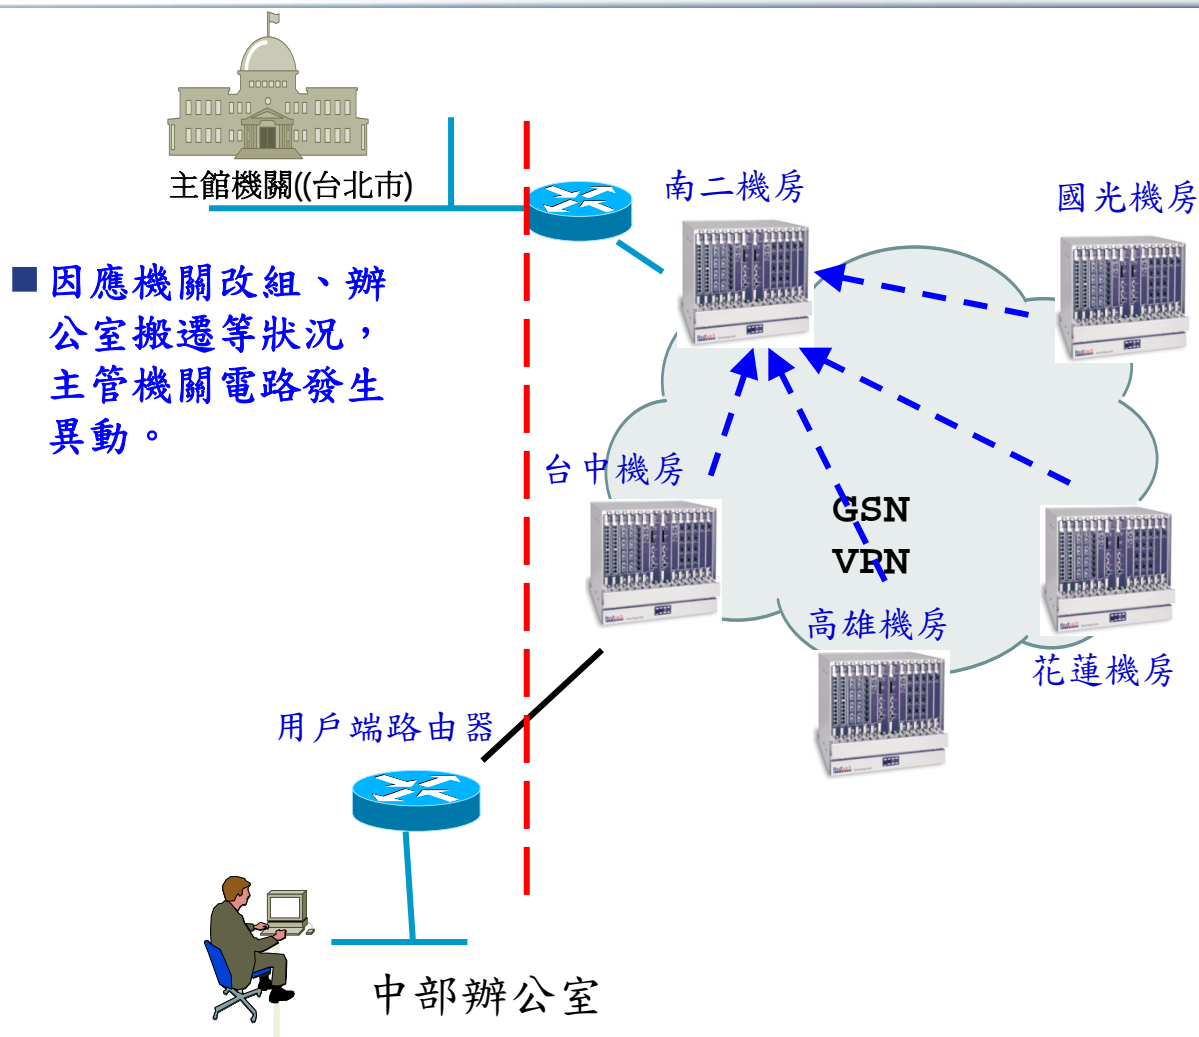 主館機關((台北市)
南二機房
國光機房
■因應機關改組、辦
公室搬遷等狀況，
主管機關電路發生
異動。
台中機房
GSN
VPN
高雄機房
花蓮機房
用戶端路由器
中部辦公室